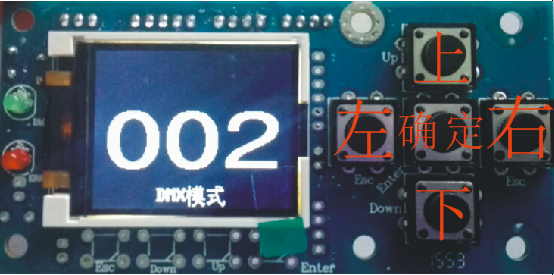 002
DMX模式
Up
上
左 确定 右
Esc
Enter
Esc
Down
下
1553
Esc
Down
Up
Enter